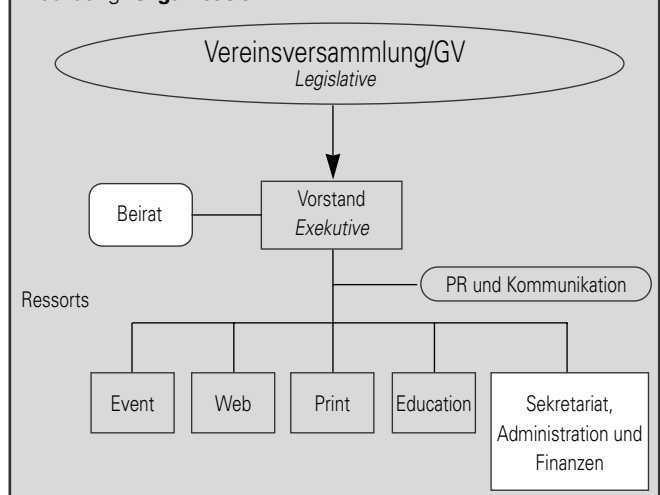 Vereinsversammlung/GV
Legislative
Vorstand
Exekutive
Beirat
PR und Kommunikation
Ressorts
Event
Web
Print
Education
Sekretariat,
Administration und
Finanzen